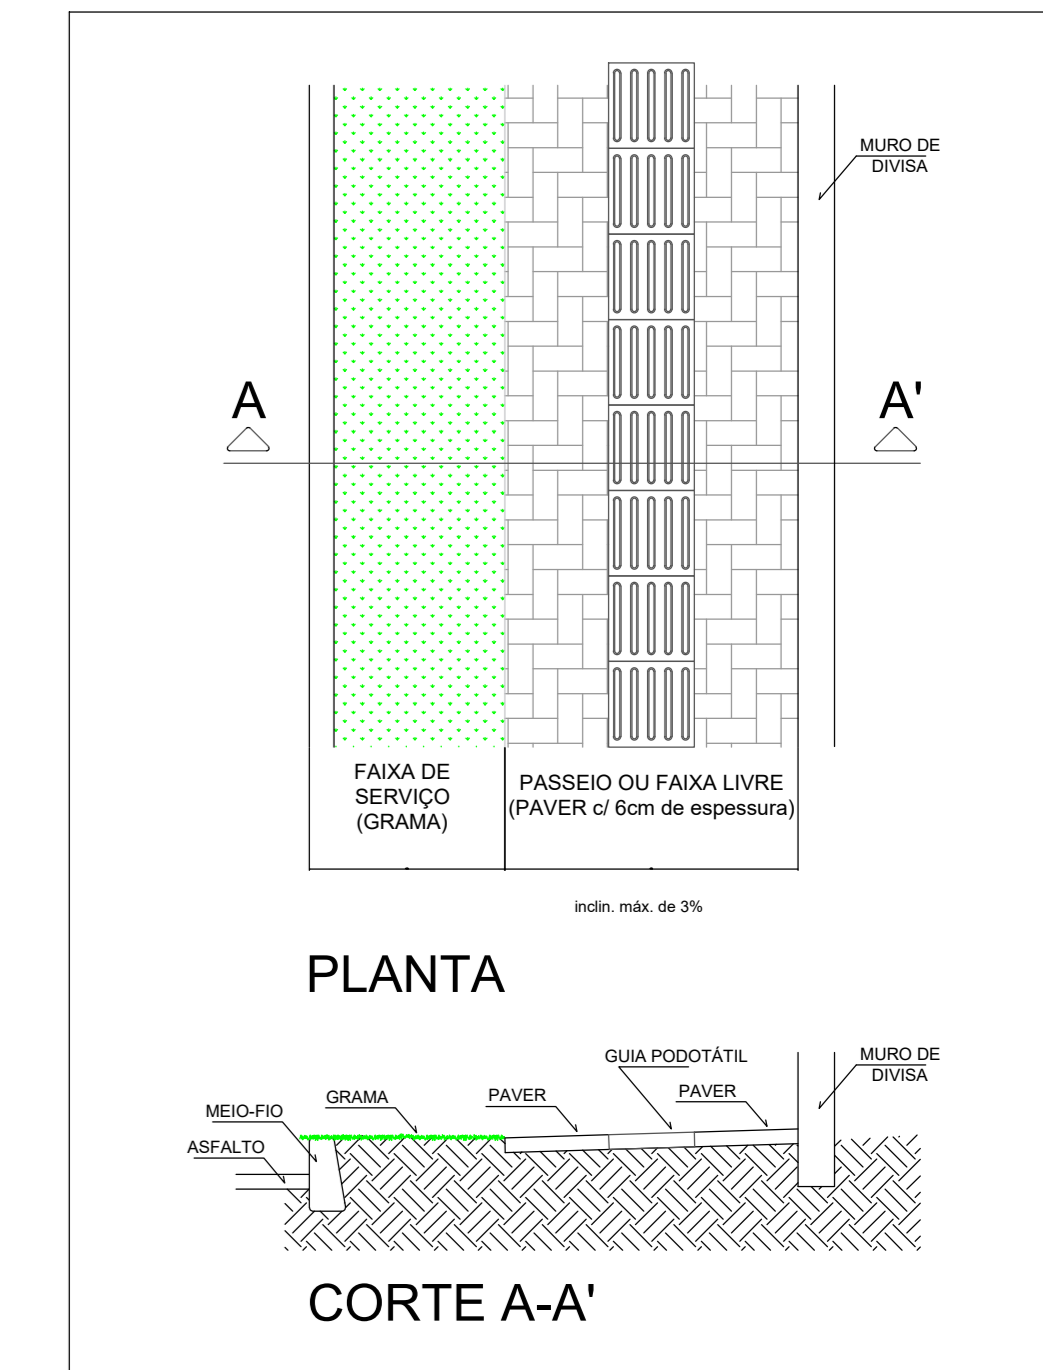 MURO DE
DIVISA
A
A'
FAIXA DE
SERVIÇO
(GRAMA)
PASSEIO OU FAIXA LIVRE
(PAVER c/ 6cm de espessura)
inclin. máx. de 3%
PLANTA
GUIA PODOTÁTIL
MURO DE
DIVISA
PAVER
PAVER
GRAMA
MEIO-FIO
ASFALTO
CORTE A-A'